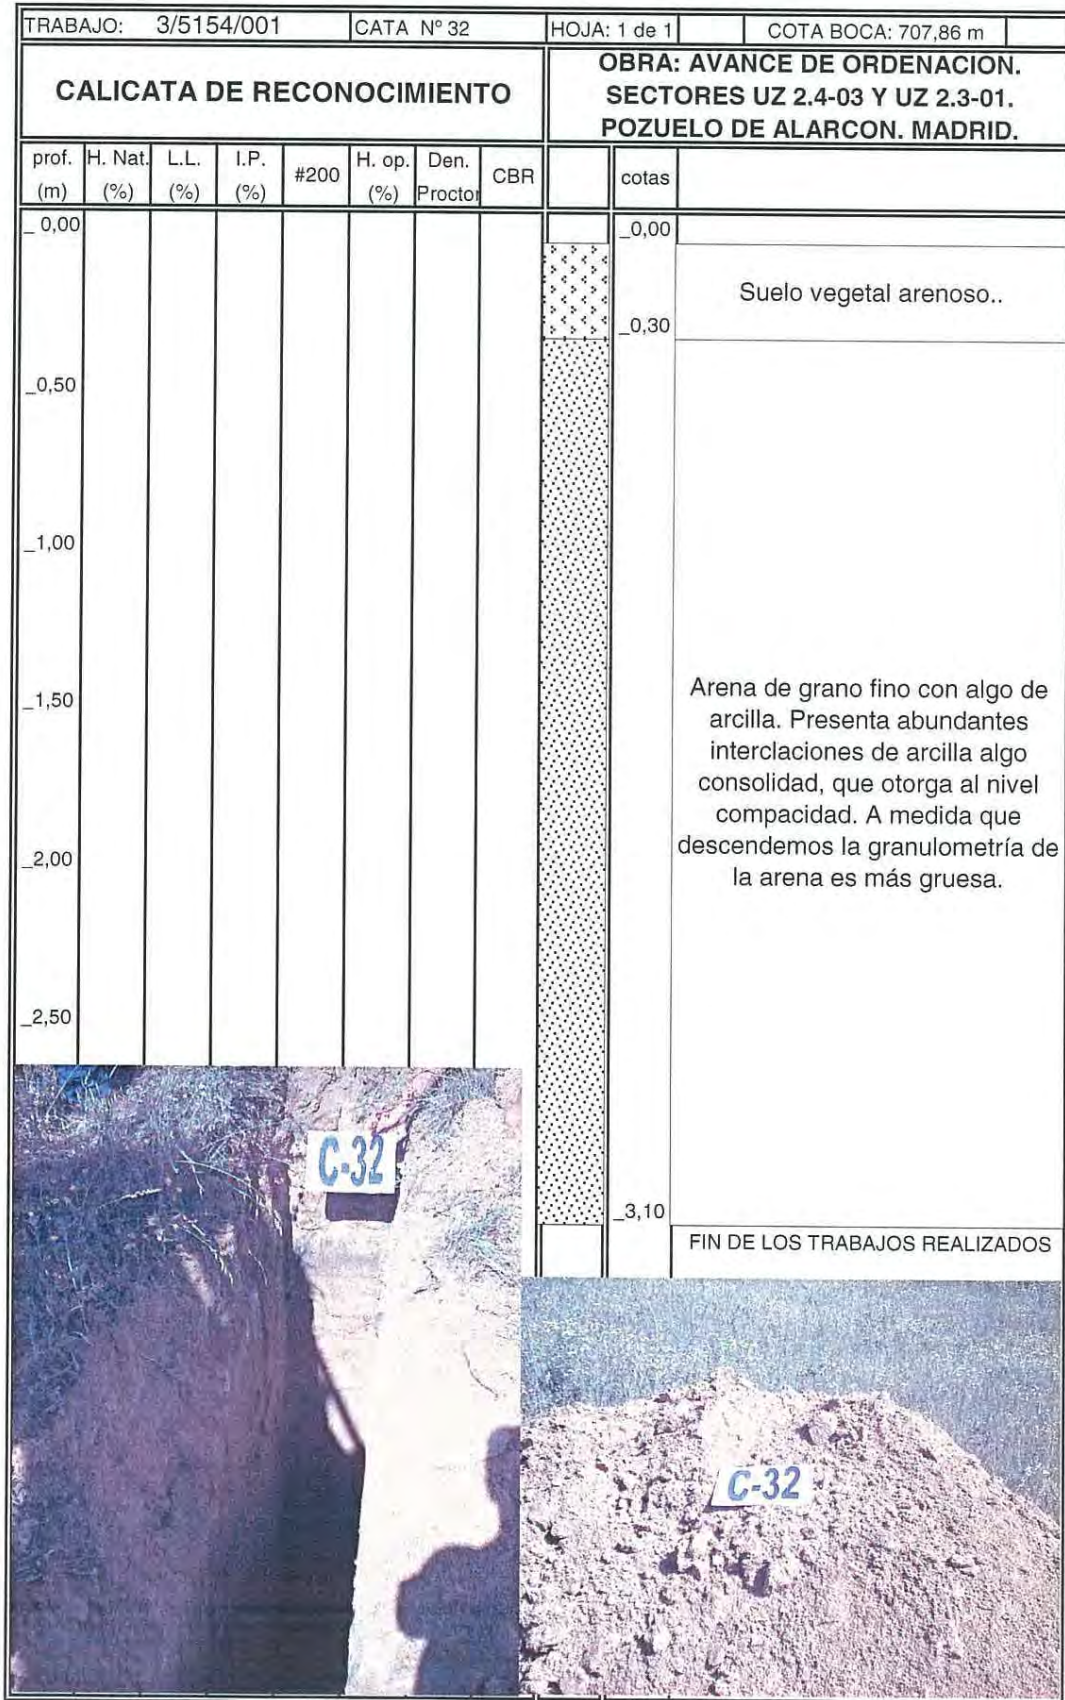 TRABAJO: 3/5154/001 CATA Nº 32 HOJA: 1 de 1 COTA BOCA: 707,86 m
CALICATA DE RECONOCIMIENTO
OBRA: AVANCE DE ORDENACION.
SECTORES UZ 2.4-03 Y UZ 2.3-01.
POZUELO DE ALARCON. MADRID.
prof. (m) H. Nat. (%) L.L. (%) I.P. (%) #200 H. op. (%) Den. Proctor CBR cotas
_ 0,00 _0,00
Suelo vegetal arenoso..
_0,30
_0,50
_1,00
_1,50
Arena de grano fino con algo de
arcilla. Presenta abundantes
interclaciones de arcilla algo
consolidad, que otorga al nivel
compacidad. A medida que
descendemos la granulometría de
la arena es más gruesa.
_2,00
_2,50
_3,10
FIN DE LOS TRABAJOS REALIZADOS
C-32
C-32